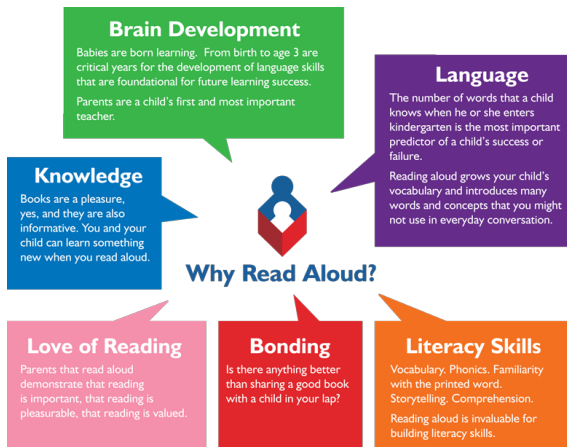 Brain Development
Babies are born learning. From birth to age 3 are
critical years for the development of language skills
that are foundational for future learning success.
Parents are a child's first and most important
teacher.
Language
The number of words that a child
knows when he or she enters
kindergarten is the most important
predictor of a child's success or
failure.
Reading aloud grows your child's
vocabulary and introduces many
words and concepts that you might
not use in everyday conversation.
Knowledge
Books are a pleasure,
yes, and they are also
informative. You and your
child can learn something
new when you read aloud.
Why Read Aloud?
Love of Reading
Parents that read aloud
demonstrate that reading
is important, that reading is
pleasurable, that reading is valued.
Bonding
Is there anything better
than sharing a good book
with a child in your lap?
Literacy Skills
Vocabulary. Phonics. Familiarity
with the printed word.
Storytelling. Comprehension.
Reading aloud is invaluable for
building literacy skills.